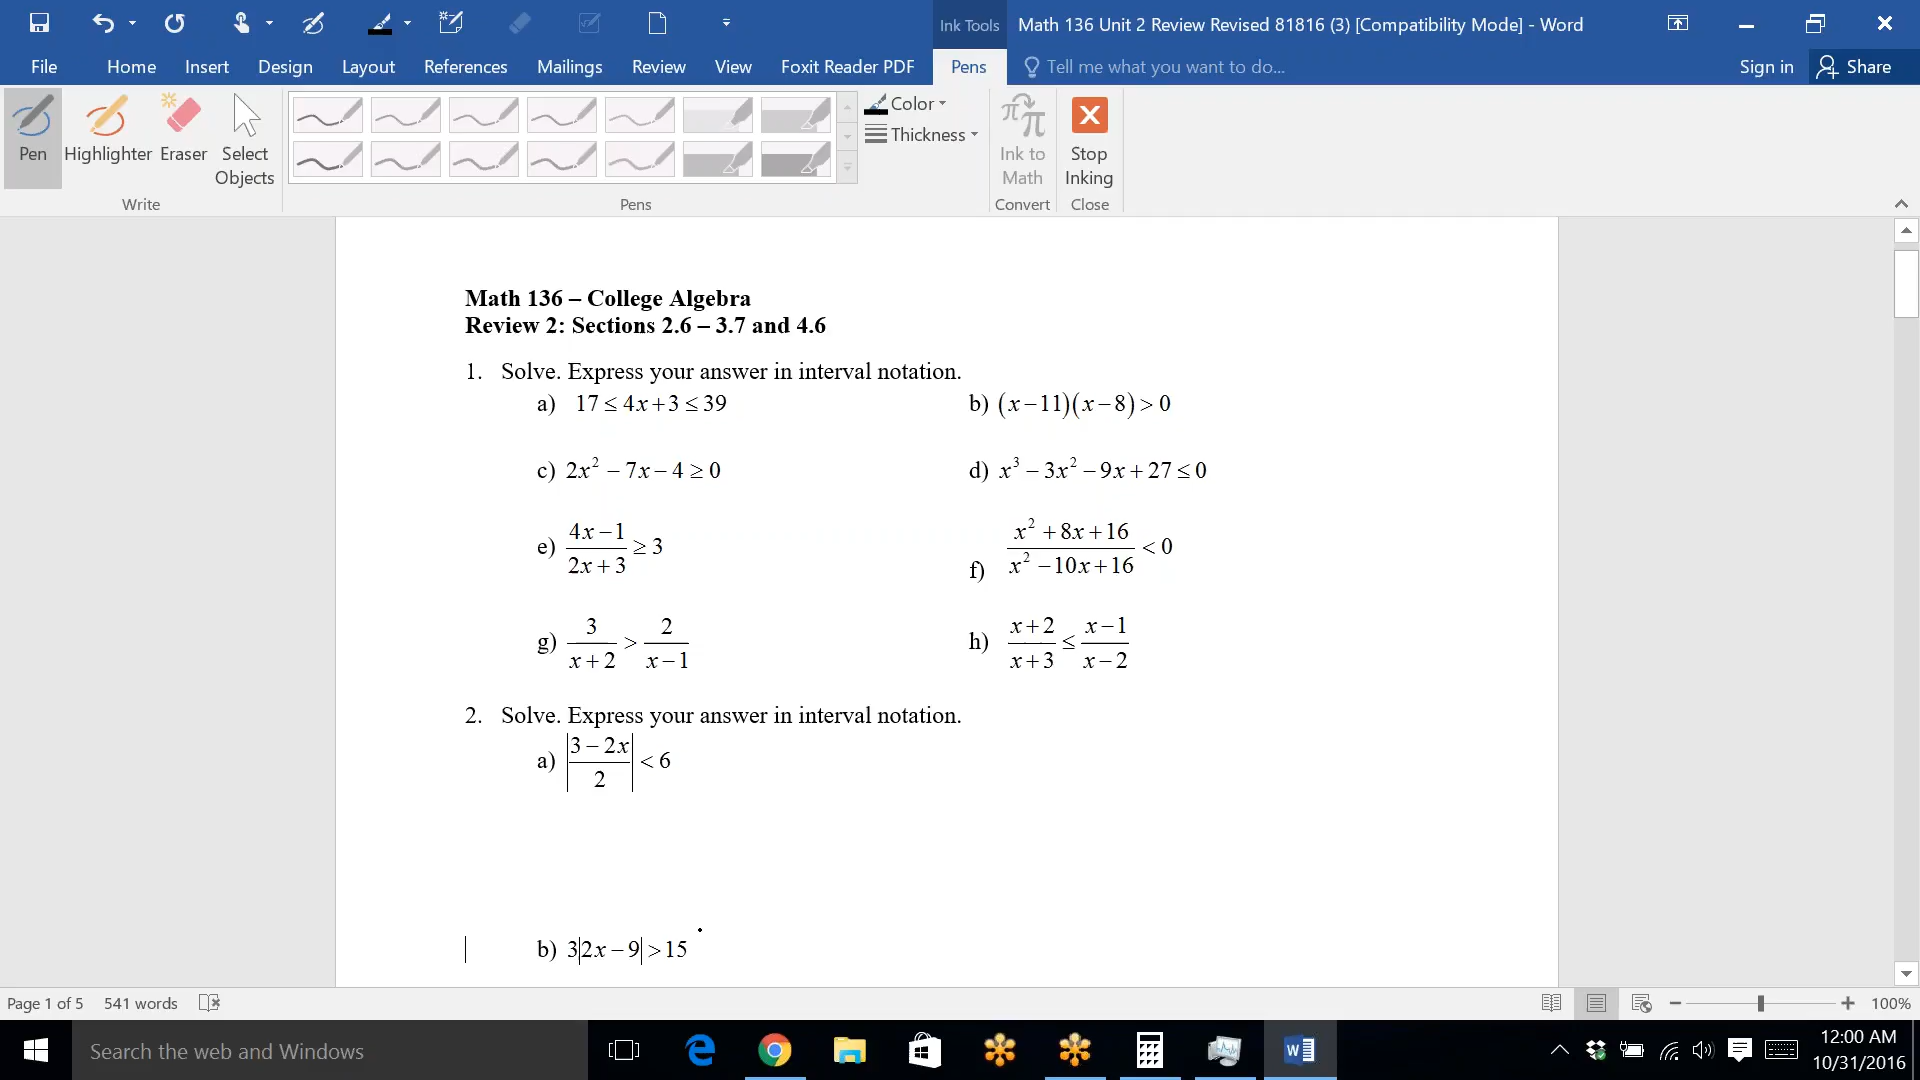 Ink Tools
Math 136 Unit 2 Review Revised 81816 (3) [Compatibility Mode] - Word
File Home Insert Design Layout References Mailings Review View Foxit Reader PDF Pens Tell me what you want to do... Sign in Share
Pen Highlighter Eraser Select Objects
Color
Thickness
Ink to Math
Stop Inking
Write Pens Convert Close
Math 136 – College Algebra
Review 2: Sections 2.6 – 3.7 and 4.6
1. Solve. Express your answer in interval notation.
a) 17 ≤ 4x + 3 ≤ 39 b) (x − 11)(x − 8) > 0
c) 2x² − 7x − 4 ≥ 0 d) x³ − 3x² − 9x + 27 ≤ 0
e) (4x − 1)/(2x + 3) ≥ 3 f) (x² + 8x + 16)/(x² − 10x + 16) < 0
g) 3/(x + 2) > 2/(x − 1) h) (x + 2)/(x + 3) ≤ (x − 1)/(x − 2)
2. Solve. Express your answer in interval notation.
a) |(3 − 2x)/2| < 6
b) 3|2x − 9| > 15
Page 1 of 5 541 words 100%
Search the web and Windows
12:00 AM
10/31/2016